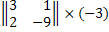 ‖3 1
2 −9‖ × (−3)